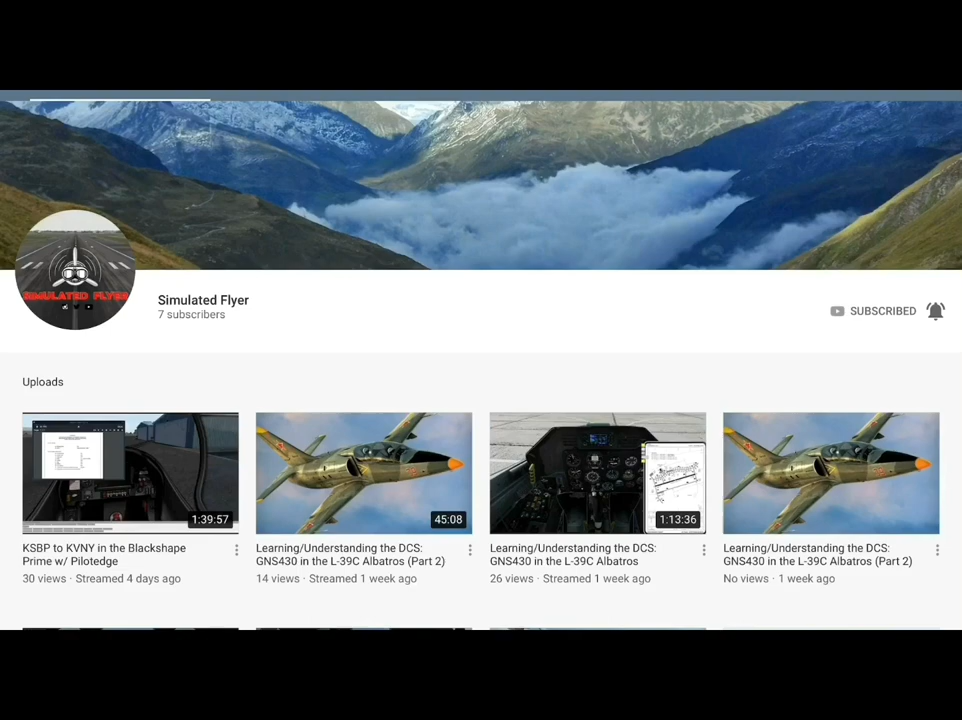 SIMULATED FLYER
Simulated Flyer
7 subscribers
SUBSCRIBED
Uploads
1:39:57
45:08
1:13:36
KSBP to KVNY in the Blackshape
Prime w/ Pilotedge
30 views · Streamed 4 days ago
Learning/Understanding the DCS:
GNS430 in the L-39C Albatros (Part 2)
14 views · Streamed 1 week ago
Learning/Understanding the DCS:
GNS430 in the L-39C Albatros
26 views · Streamed 1 week ago
Learning/Understanding the DCS:
GNS430 in the L-39C Albatros (Part 2)
No views · 1 week ago